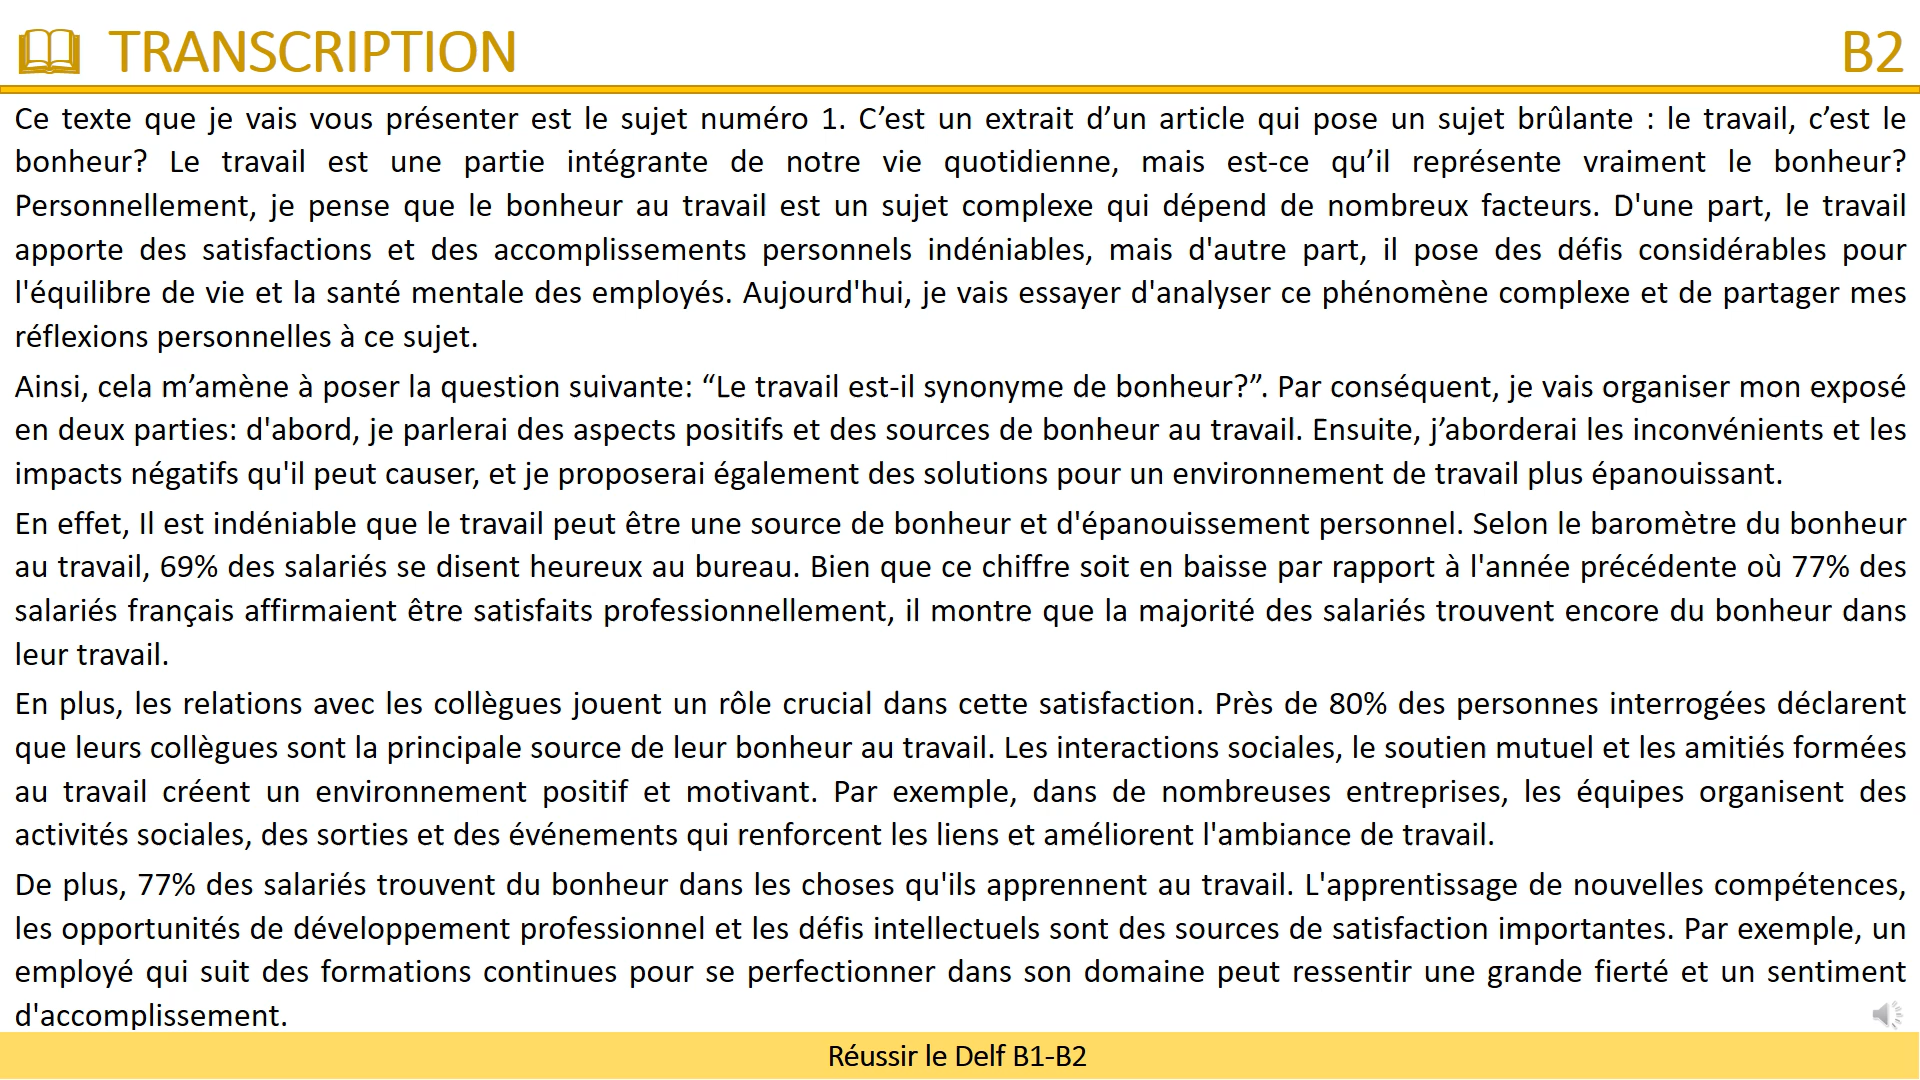 TRANSCRIPTION
B2
Ce texte que je vais vous présenter est le sujet numéro 1. C’est un extrait d’un article qui pose un sujet brûlante : le travail, c’est le
bonheur? Le travail est une partie intégrante de notre vie quotidienne, mais est-ce qu’il représente vraiment le bonheur?
Personnellement, je pense que le bonheur au travail est un sujet complexe qui dépend de nombreux facteurs. D'une part, le travail
apporte des satisfactions et des accomplissements personnels indéniables, mais d'autre part, il pose des défis considérables pour
l'équilibre de vie et la santé mentale des employés. Aujourd'hui, je vais essayer d'analyser ce phénomène complexe et de partager mes
réflexions personnelles à ce sujet.
Ainsi, cela m’amène à poser la question suivante: “Le travail est-il synonyme de bonheur?”. Par conséquent, je vais organiser mon exposé
en deux parties: d'abord, je parlerai des aspects positifs et des sources de bonheur au travail. Ensuite, j’aborderai les inconvénients et les
impacts négatifs qu'il peut causer, et je proposerai également des solutions pour un environnement de travail plus épanouissant.
En effet, Il est indéniable que le travail peut être une source de bonheur et d'épanouissement personnel. Selon le baromètre du bonheur
au travail, 69% des salariés se disent heureux au bureau. Bien que ce chiffre soit en baisse par rapport à l'année précédente où 77% des
salariés français affirmaient être satisfaits professionnellement, il montre que la majorité des salariés trouvent encore du bonheur dans
leur travail.
En plus, les relations avec les collègues jouent un rôle crucial dans cette satisfaction. Près de 80% des personnes interrogées déclarent
que leurs collègues sont la principale source de leur bonheur au travail. Les interactions sociales, le soutien mutuel et les amitiés formées
au travail créent un environnement positif et motivant. Par exemple, dans de nombreuses entreprises, les équipes organisent des
activités sociales, des sorties et des événements qui renforcent les liens et améliorent l'ambiance de travail.
De plus, 77% des salariés trouvent du bonheur dans les choses qu'ils apprennent au travail. L'apprentissage de nouvelles compétences,
les opportunités de développement professionnel et les défis intellectuels sont des sources de satisfaction importantes. Par exemple, un
employé qui suit des formations continues pour se perfectionner dans son domaine peut ressentir une grande fierté et un sentiment
d'accomplissement.
Réussir le Delf B1-B2